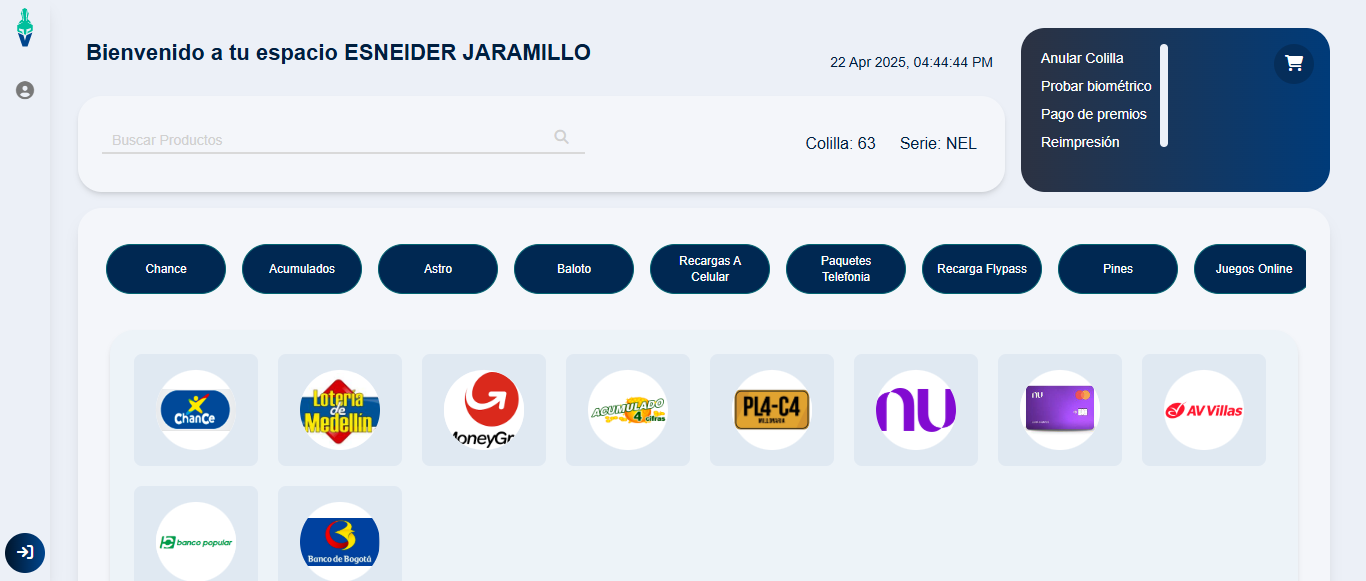 Bienvenido a tu espacio ESNEIDER JARAMILLO
22 Apr 2025, 04:44:44 PM
Anular Colilla
Probar biométrico
Pago de premios
Reimpresión
Buscar Productos
Colilla: 63
Serie: NEL
Chance
Acumulados
Astro
Baloto
Recargas A
Celular
Paquetes
Telefonia
Recarga Flypass
Pines
Juegos Online
ChanCe
Lotería
de
Medellín
MoneyGr
ACUMULADO
4 cifras
PL4-C4
MILLONARIA
nu
nu
AV Villas
banco popular
Banco de Bogotá